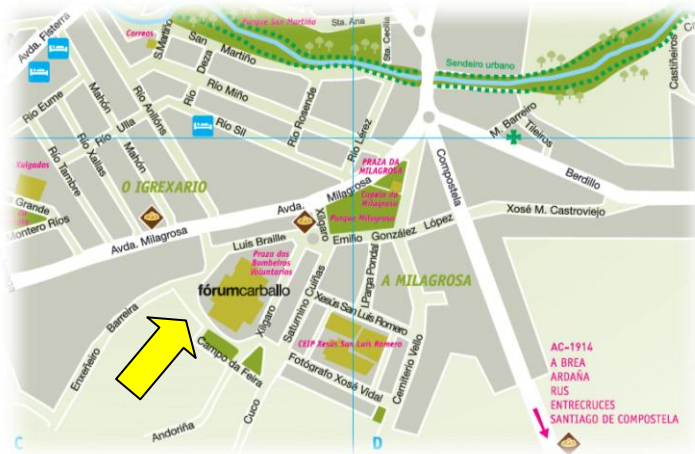 Parque San Martiño
Sta. Ana
Sta. Cecilia
Correos
S.Martiño
San Martiño
Avda. Fisterra
Río Deza
Sendeiro urbano
Castiñeiros
Río Miño
Río Rosende
Río Eume
Mahón
Río Anllóns
Río Sil
Río Ulla
Río Lérez
M. Barreiro
Tileiros
Berdillo
Compostela
Xulgados
Río Tambre
Río Xallas
Mahón
O IGREXARIO
PRAZA DA
MILAGROSA
Capela da
Milagrosa
Parque Milagrosa
Avda. Milagrosa
Grande
Montero Ríos
Avda. Milagrosa
Xílgaro
Luís Braille
Emilio González López
Xosé M. Castroviejo
Praza dos
Bombeiros
Voluntarios
fórumcarballo
A MILAGROSA
I.Parga Pondal
Saturnino Cuíñas
Xesús San Luís Romero
Xílgaro
CEIP Xesús San Luís Romero
Enxeñeiro Barreira
Campo da Feira
Fotógrafo Xosé Vidal
Cemiterio Vello
Andoriña
Cuco
AC-1914
A BREA
ARDAÑA
RUS
ENTRECRUCES
SANTIAGO DE COMPOSTELA
C
D